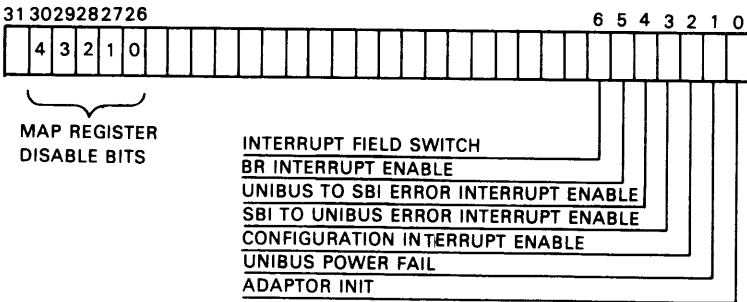 31 30 29 28 27 26 6 5 4 3 2 1 0
4 3 2 1 0
MAP REGISTER
DISABLE BITS
INTERRUPT FIELD SWITCH
BR INTERRUPT ENABLE
UNIBUS TO SBI ERROR INTERRUPT ENABLE
SBI TO UNIBUS ERROR INTERRUPT ENABLE
CONFIGURATION INTERRUPT ENABLE
UNIBUS POWER FAIL
ADAPTOR INIT